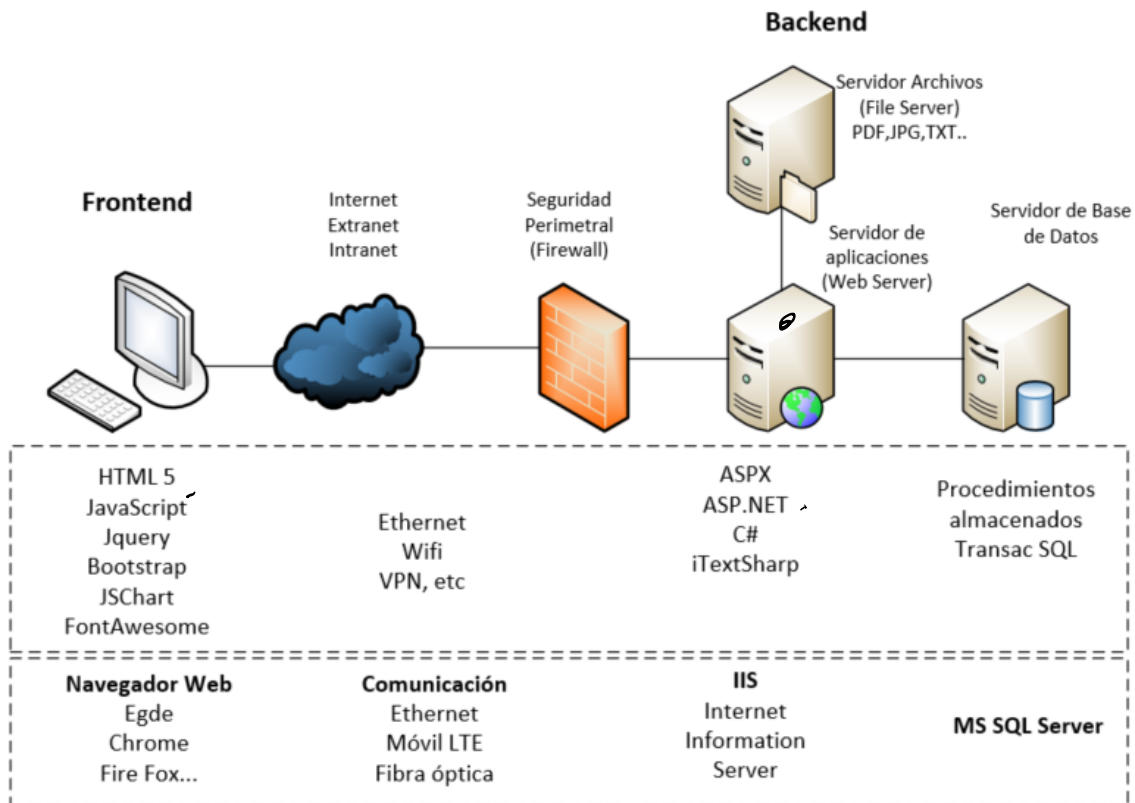 Backend
Servidor Archivos
(File Server)
PDF,JPG,TXT..
Frontend
Internet
Extranet
Intranet
Seguridad
Perimetral
(Firewall)
Servidor de
aplicaciones
(Web Server)
Servidor de Base
de Datos
HTML 5
JavaScript
Jquery
Bootstrap
JSChart
FontAwesome
Ethernet
Wifi
VPN, etc
ASPX
ASP.NET
C#
iTextSharp
Procedimientos
almacenados
Transac SQL
Navegador Web
Egde
Chrome
Fire Fox...
Comunicación
Ethernet
Móvil LTE
Fibra óptica
IIS
Internet
Information
Server
MS SQL Server